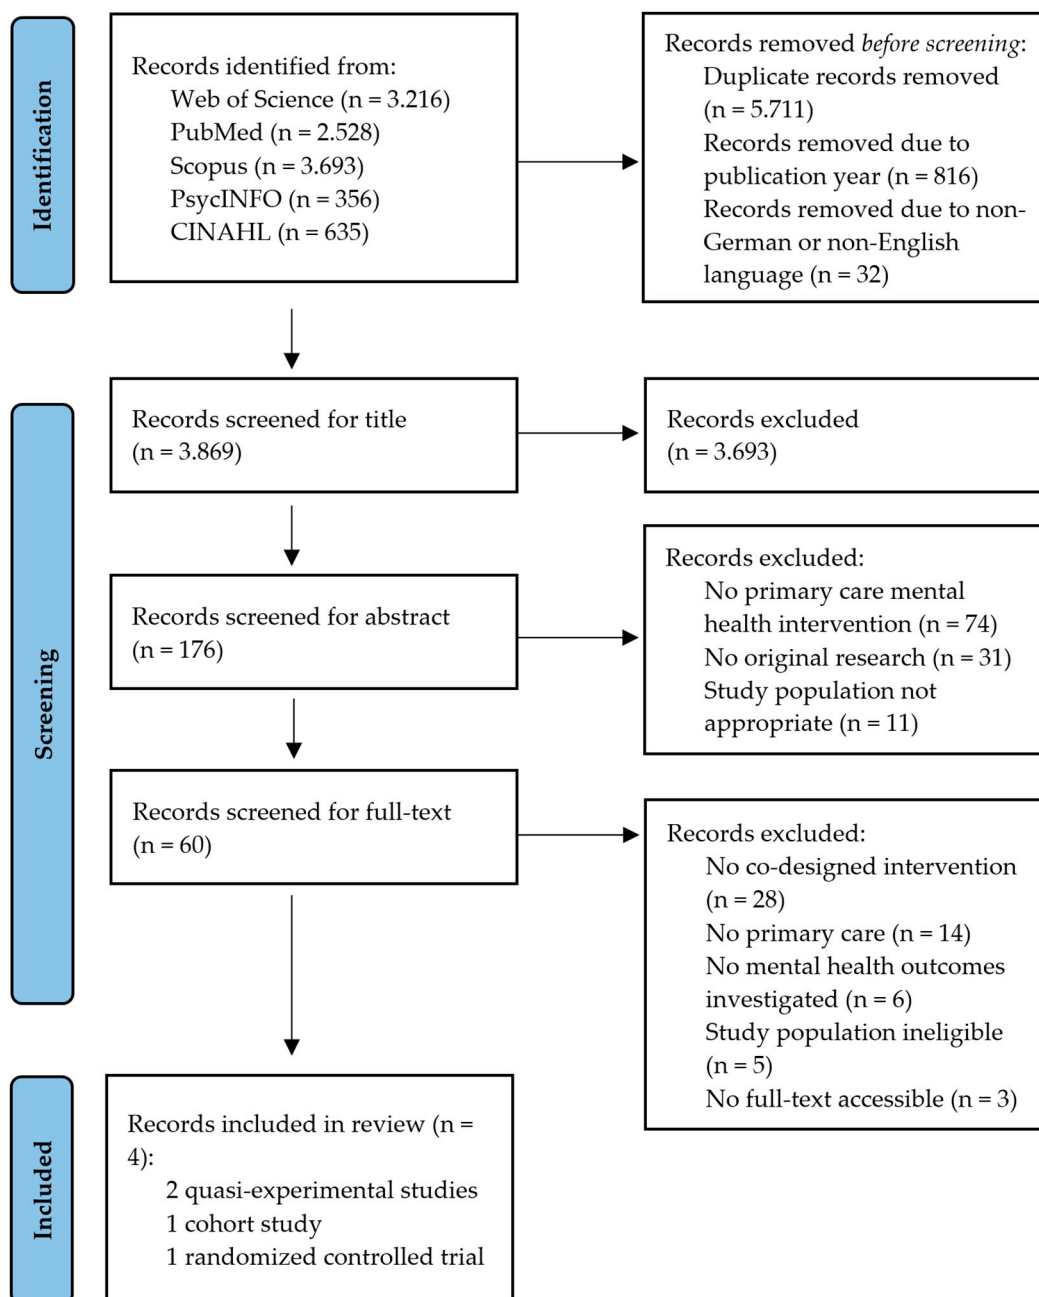 Identification
Records identified from:
Web of Science (n = 3.216)
PubMed (n = 2.528)
Scopus (n = 3.693)
PsycINFO (n = 356)
CINAHL (n = 635)
Records removed before screening:
Duplicate records removed
(n = 5.711)
Records removed due to
publication year (n = 816)
Records removed due to non-
German or non-English
language (n = 32)
Screening
Records screened for title
(n = 3.869)
Records excluded
(n = 3.693)
Records screened for abstract
(n = 176)
Records excluded:
No primary care mental
health intervention (n = 74)
No original research (n = 31)
Study population not
appropriate (n = 11)
Records screened for full-text
(n = 60)
Records excluded:
No co-designed intervention
(n = 28)
No primary care (n = 14)
No mental health outcomes
investigated (n = 6)
Study population ineligible
(n = 5)
No full-text accessible (n = 3)
Included
Records included in review (n =
4):
2 quasi-experimental studies
1 cohort study
1 randomized controlled trial